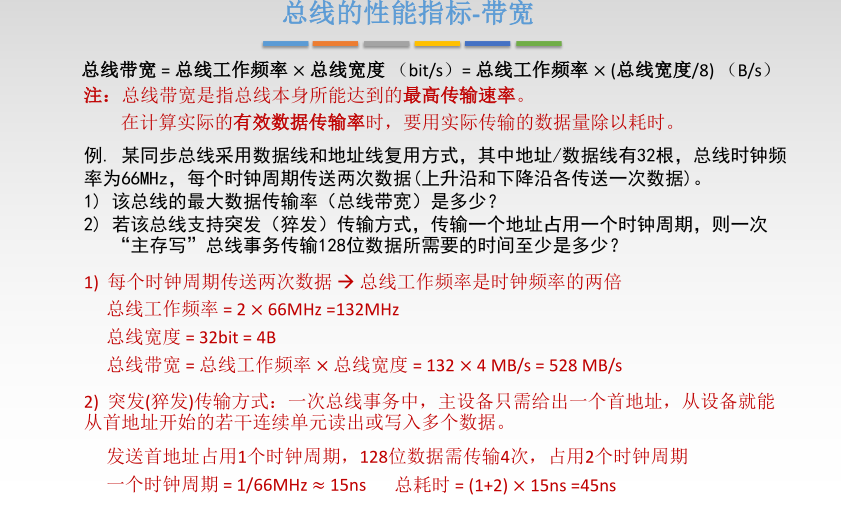 总线的性能指标-带宽
总线带宽 = 总线工作频率 × 总线宽度 （bit/s）= 总线工作频率 × (总线宽度/8) （B/s）
注：总线带宽是指总线本身所能达到的最高传输速率。
在计算实际的有效数据传输率时，要用实际传输的数据量除以耗时。
例. 某同步总线采用数据线和地址线复用方式，其中地址/数据线有32根，总线时钟频
率为66MHz，每个时钟周期传送两次数据(上升沿和下降沿各传送一次数据)。
1) 该总线的最大数据传输率（总线带宽）是多少？
2) 若该总线支持突发（猝发）传输方式，传输一个地址占用一个时钟周期，则一次
“主存写”总线事务传输128位数据所需要的时间至少是多少？
1) 每个时钟周期传送两次数据 → 总线工作频率是时钟频率的两倍
总线工作频率 = 2 × 66MHz =132MHz
总线宽度 = 32bit = 4B
总线带宽 = 总线工作频率 × 总线宽度 = 132 × 4 MB/s = 528 MB/s
2) 突发(猝发)传输方式：一次总线事务中，主设备只需给出一个首地址，从设备就能
从首地址开始的若干连续单元读出或写入多个数据。
发送首地址占用1个时钟周期，128位数据需传输4次，占用2个时钟周期
一个时钟周期 = 1/66MHz ≈ 15ns 总耗时 = (1+2) × 15ns =45ns